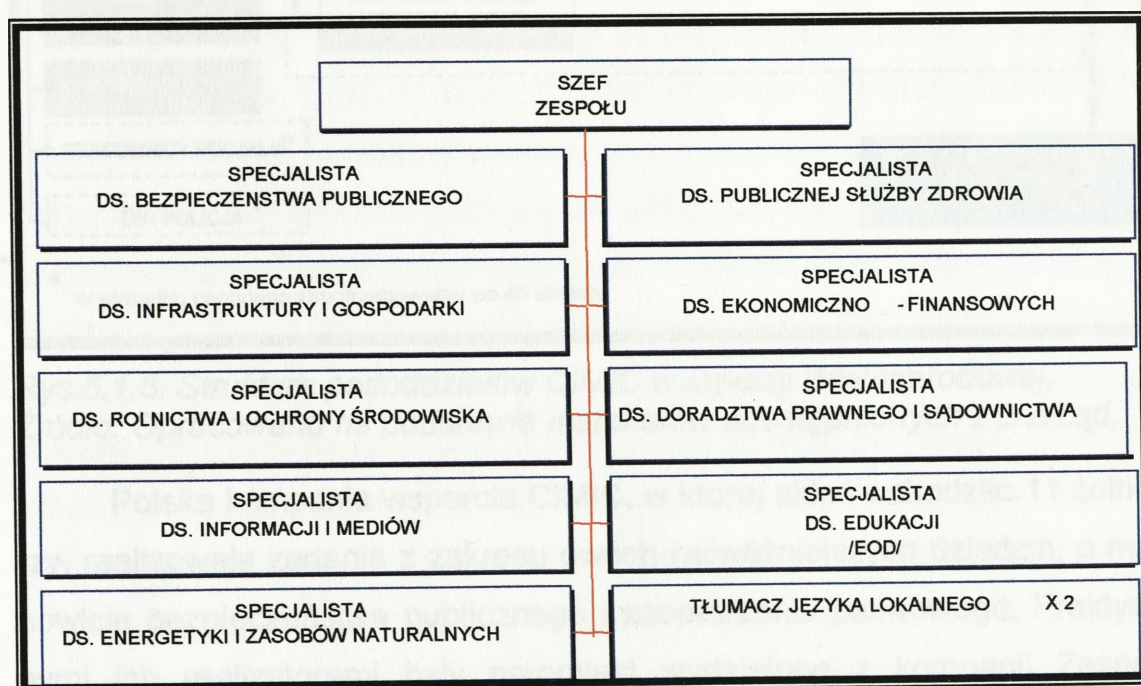 SZEF
ZESPOŁU
SPECJALISTA
DS. BEZPIECZENSTWA PUBLICZNEGO
SPECJALISTA
DS. PUBLICZNEJ SŁUŻBY ZDROWIA
SPECJALISTA
DS. INFRASTRUKTURY I GOSPODARKI
SPECJALISTA
DS. EKONOMICZNO -FINANSOWYCH
SPECJALISTA
DS. ROLNICTWA I OCHRONY ŚRODOWISKA
SPECJALISTA
DS. DORADZTWA PRAWNEGO I SĄDOWNICTWA
SPECJALISTA
DS. INFORMACJI I MEDIÓW
SPECJALISTA
DS. EDUKACJI
/EOD/
SPECJALISTA
DS. ENERGETYKI I ZASOBÓW NATURALNYCH
TŁUMACZ JĘZYKA LOKALNEGO X 2